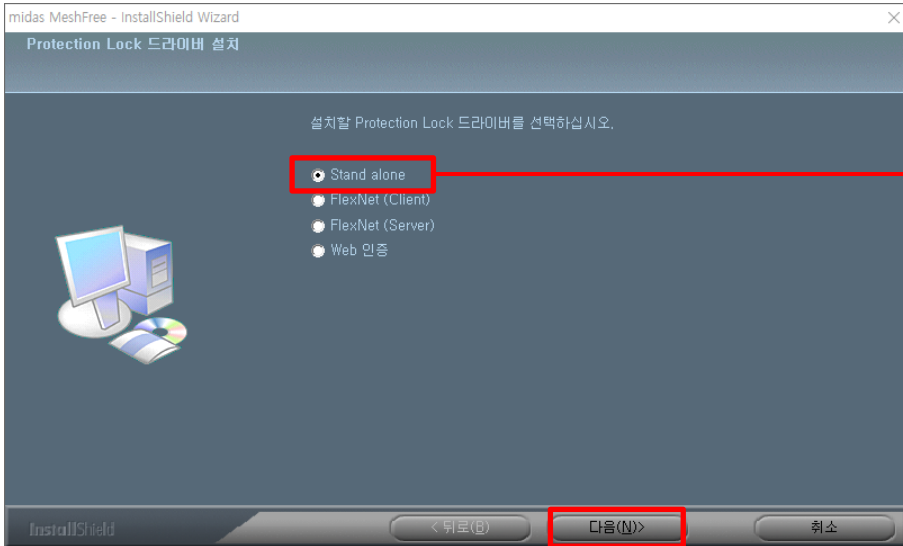 midas MeshFree - InstallShield Wizard
Protection Lock 드라이버 설치
설치할 Protection Lock 드라이버를 선택하십시오.
Stand alone
FlexNet (Client)
FlexNet (Server)
Web 인증
InstallShield
< 뒤로(B)
다음(N)>
취소